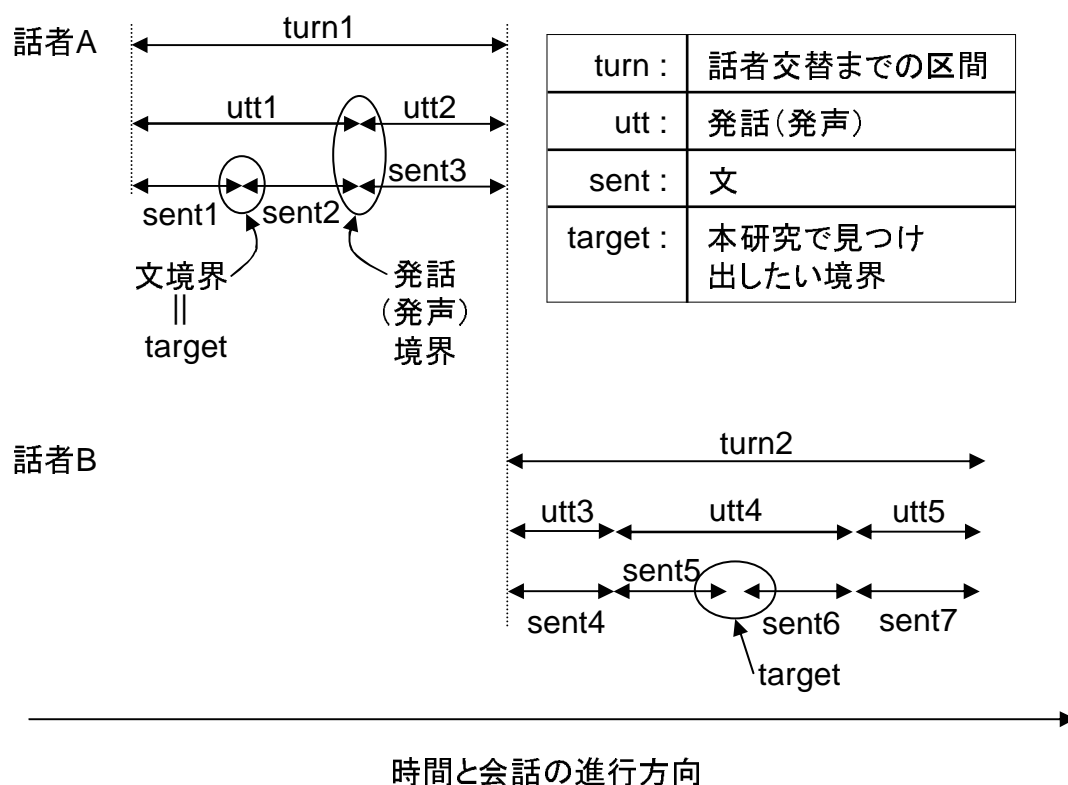 話者A
turn1
utt1
utt2
sent1
sent2
sent3
文境界
||
target
発話
(発声)
境界
turn : 話者交替までの区間
utt : 発話(発声)
sent : 文
target : 本研究で見つけ
出したい境界
話者B
turn2
utt3
utt4
utt5
sent4
sent5
sent6
sent7
target
時間と会話の進行方向